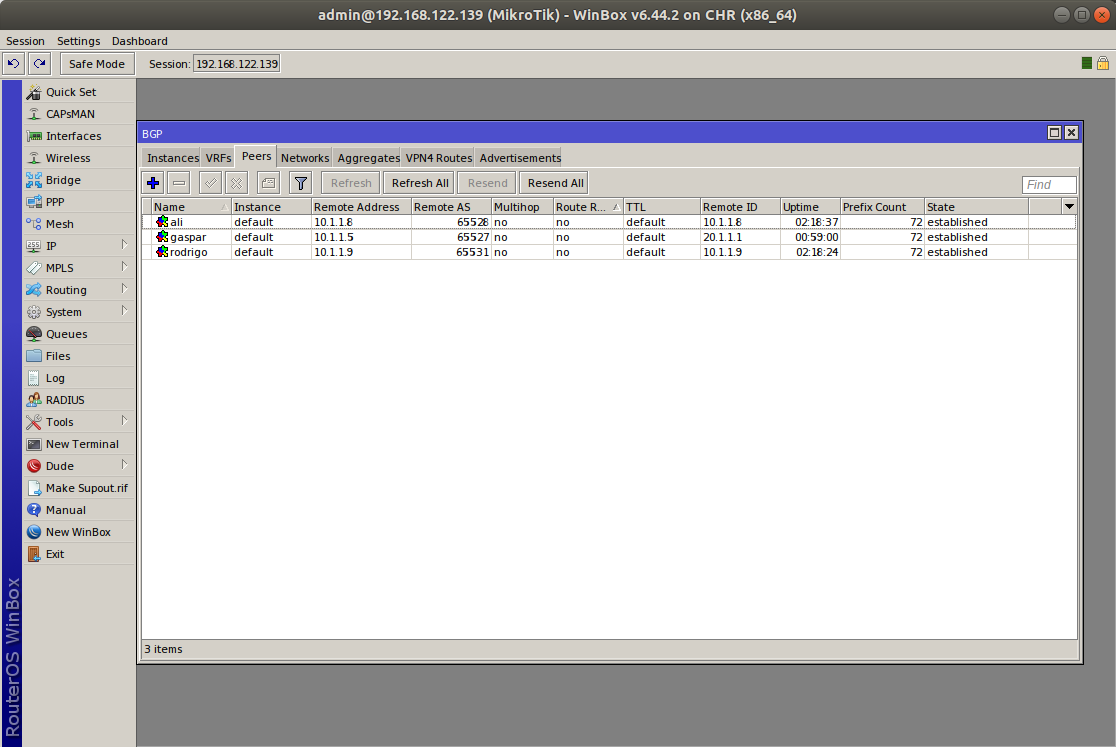 admin@192.168.122.139 (MikroTik) - WinBox v6.44.2 on CHR (x86_64)
Session Settings Dashboard
Safe Mode Session: 192.168.122.139
Quick Set
CAPsMAN
Interfaces
Wireless
Bridge
PPP
Mesh
IP
MPLS
Routing
System
Queues
Files
Log
RADIUS
Tools
New Terminal
Dude
Make Supout.rif
Manual
New WinBox
Exit
RouterOS WinBox
BGP
Instances VRFs Peers Networks Aggregates VPN4 Routes Advertisements
Refresh Refresh All Resend Resend All Find
Name Instance Remote Address Remote AS Multihop Route R... TTL Remote ID Uptime Prefix Count State
ali default 10.1.1.8 65528 no no default 10.1.1.8 02:18:37 72 established
gaspar default 10.1.1.5 65527 no no default 20.1.1.1 00:59:00 72 established
rodrigo default 10.1.1.9 65531 no no default 10.1.1.9 02:18:24 72 established
3 items